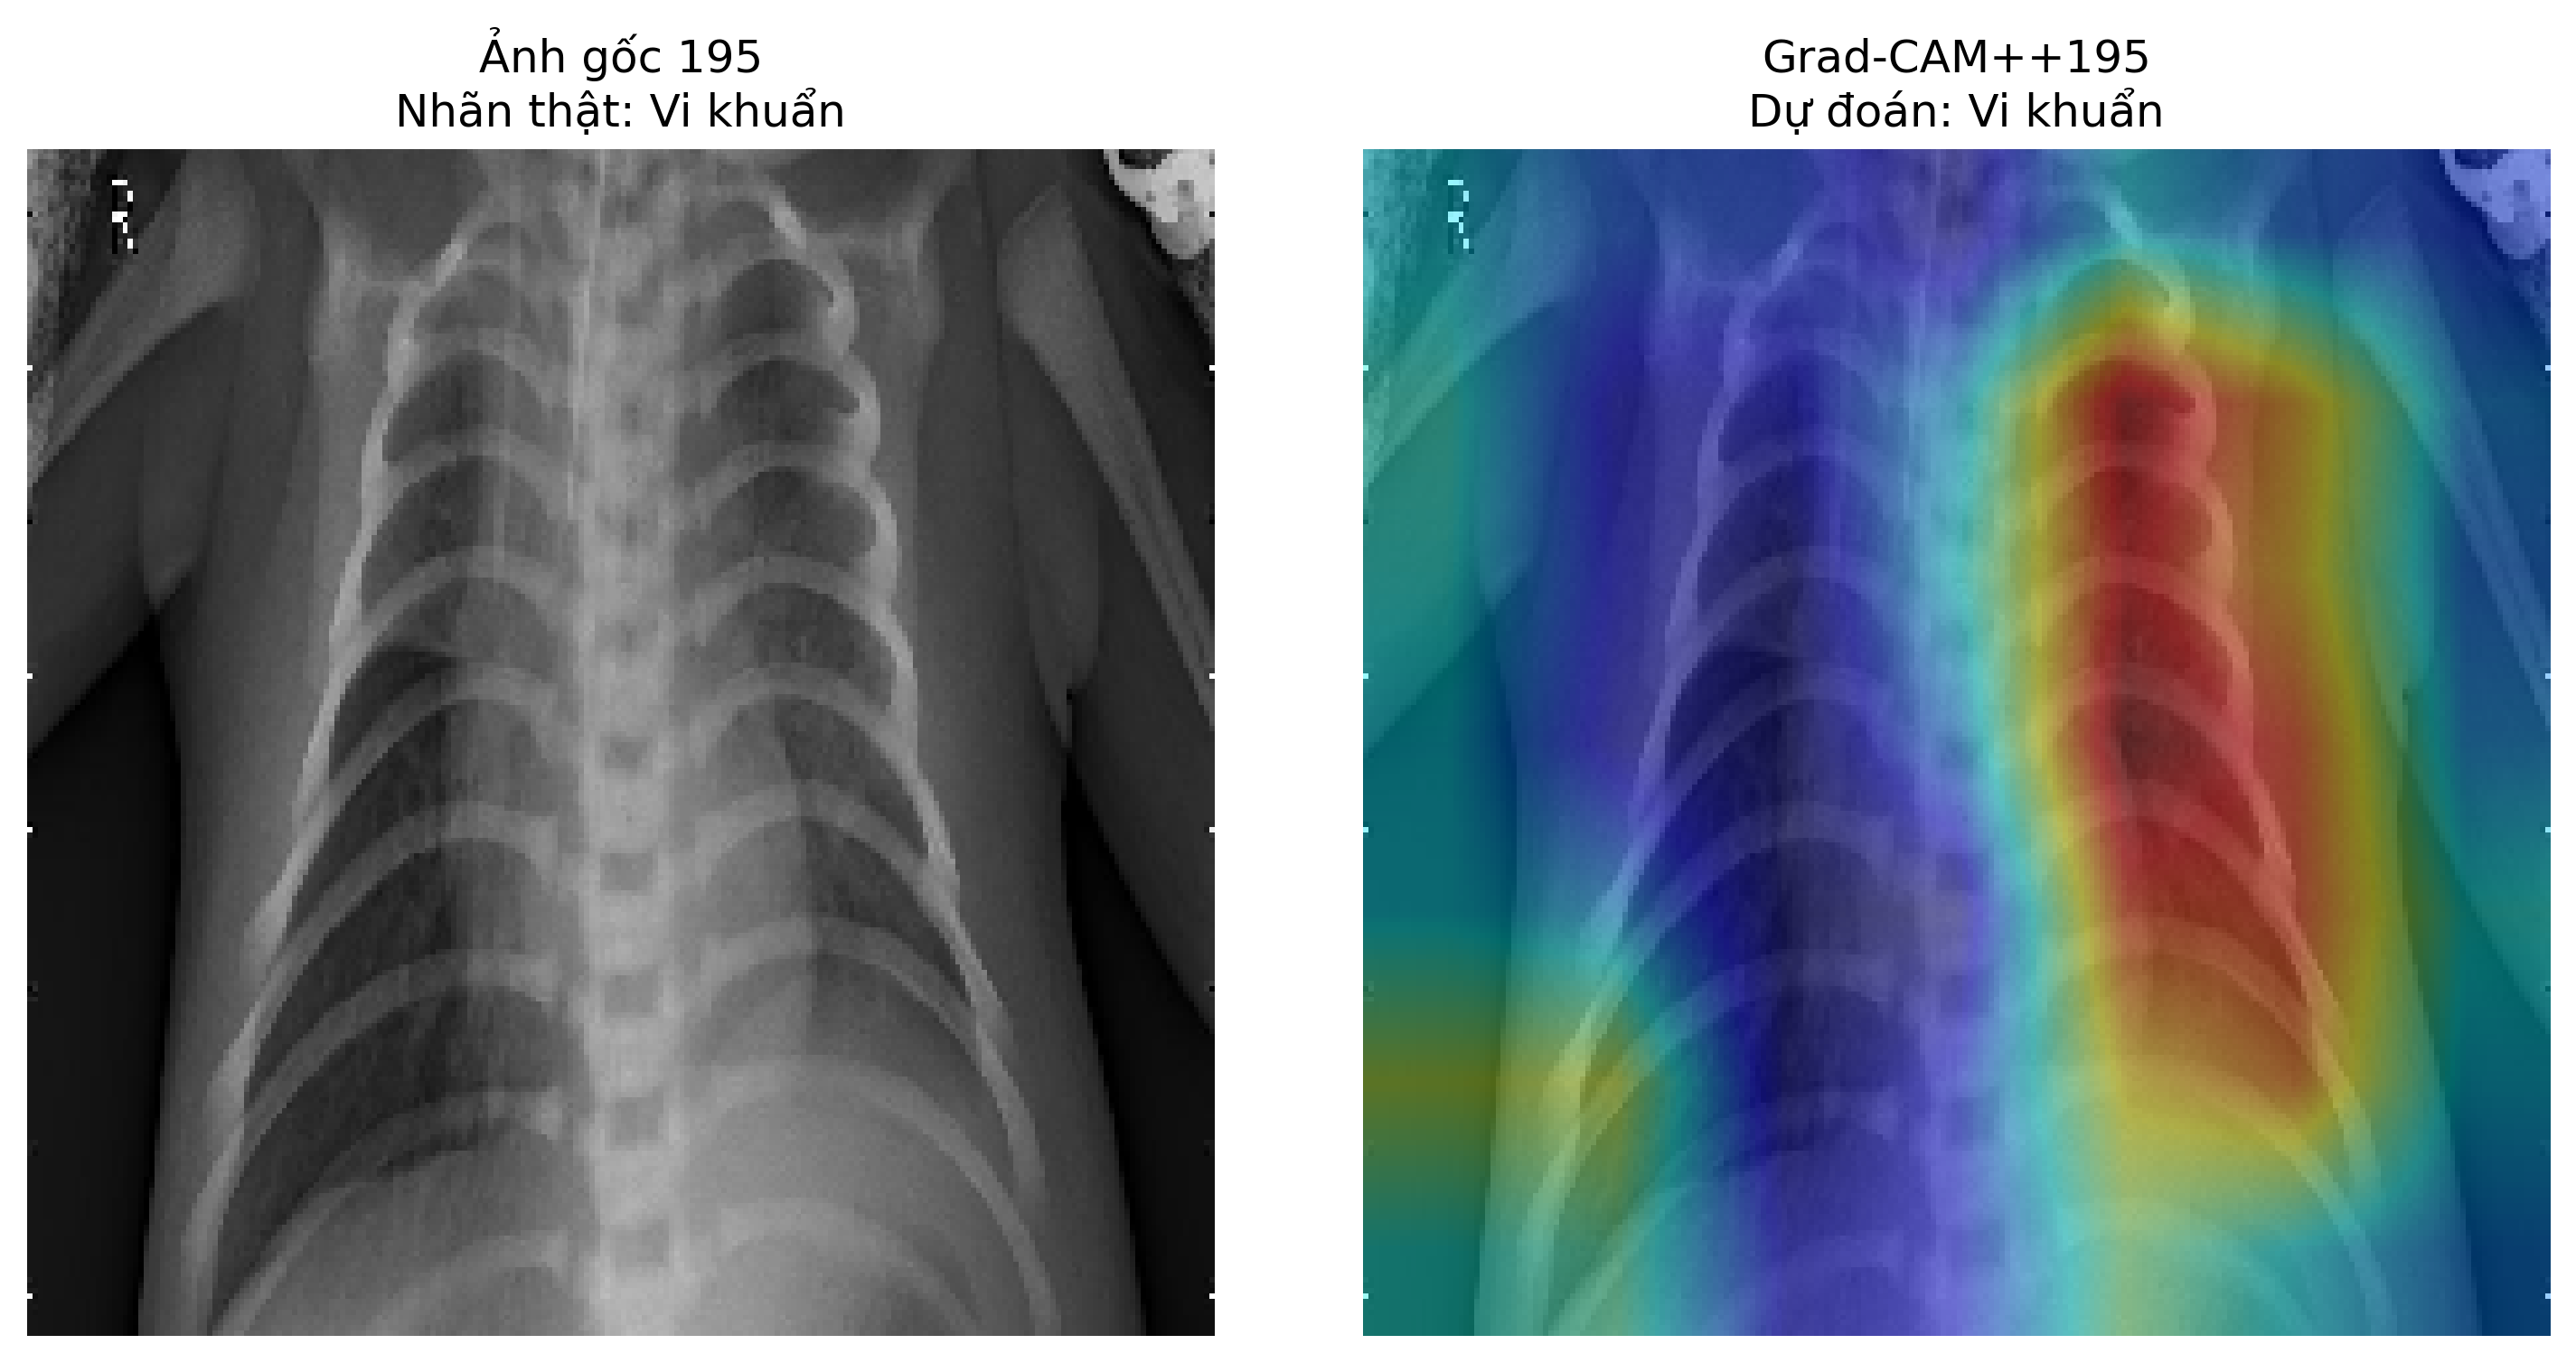 Ảnh gốc 195
Nhãn thật: Vi khuẩn
Grad-CAM++195
Dự đoán: Vi khuẩn
R